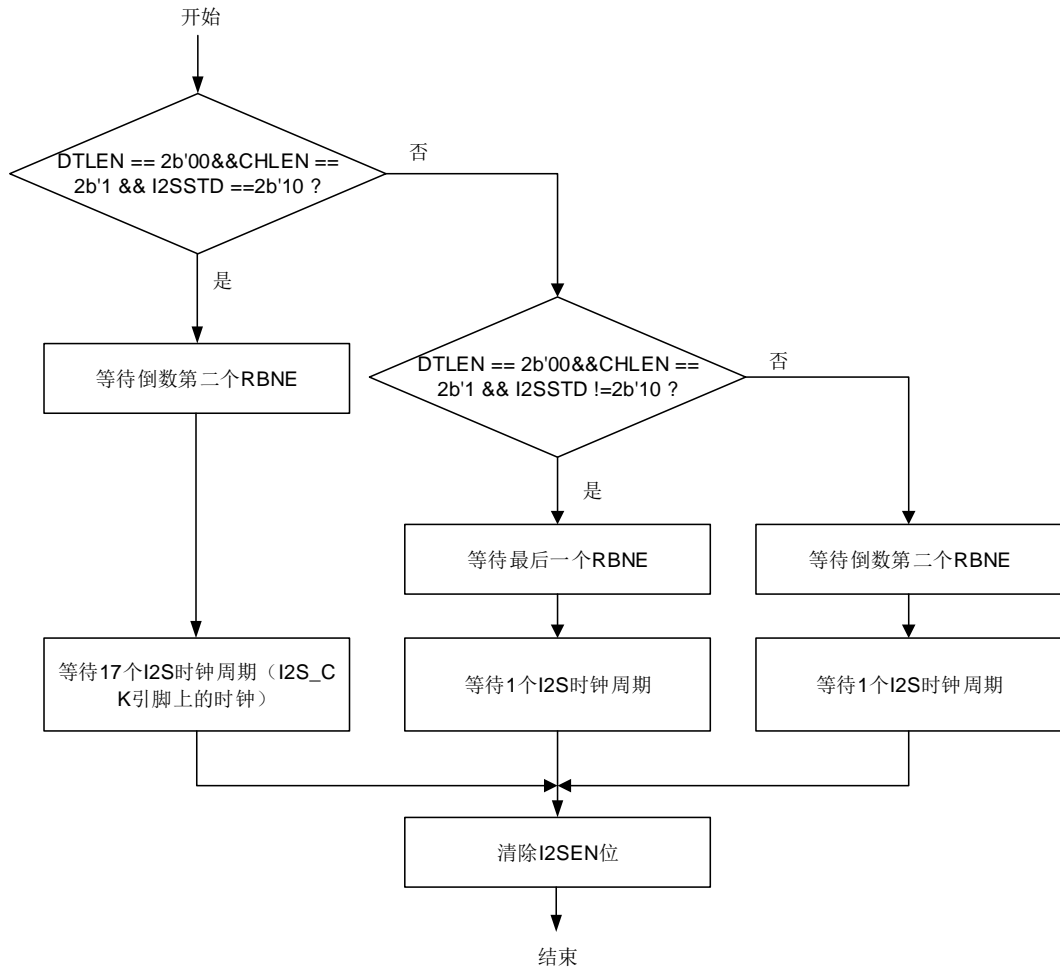 开始
DTLEN == 2b'00&&CHLEN ==
2b'1 && I2SSTD ==2b'10 ?
否
是
等待倒数第二个RBNE
DTLEN == 2b'00&&CHLEN ==
2b'1 && I2SSTD !=2b'10 ?
否
是
等待最后一个RBNE
等待倒数第二个RBNE
等待17个I2S时钟周期（I2S_C
K引脚上的时钟）
等待1个I2S时钟周期
等待1个I2S时钟周期
清除I2SEN位
结束